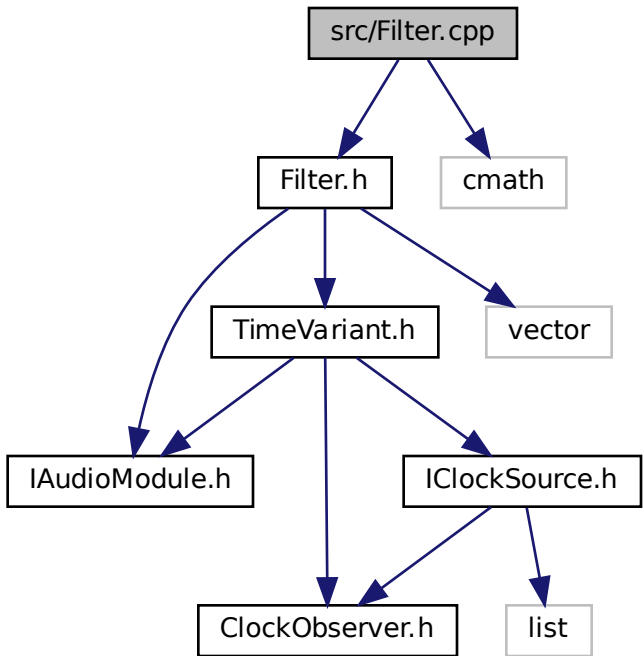 src/Filter.cpp
Filter.h
cmath
TimeVariant.h
vector
IAudioModule.h
IClockSource.h
ClockObserver.h
list